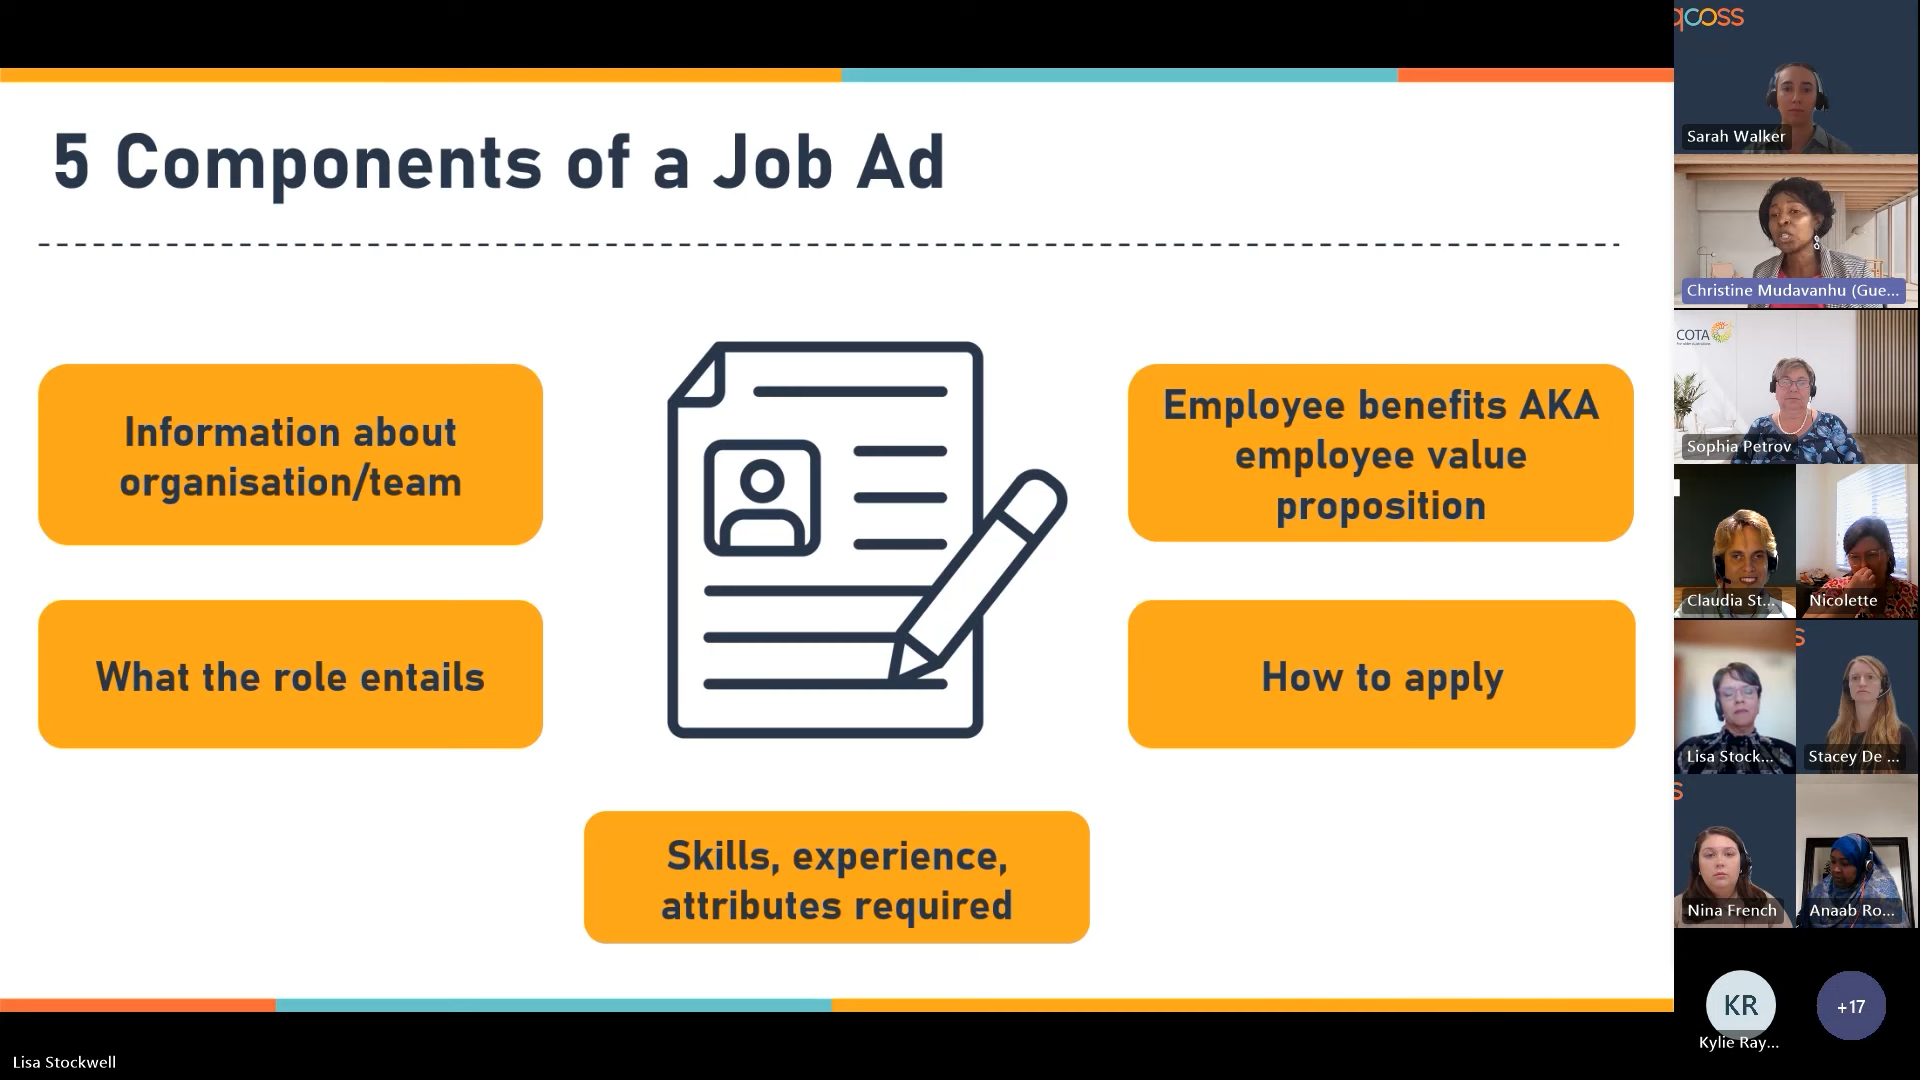 5 Components of a Job Ad
Information about
organisation/team
What the role entails
Employee benefits AKA
employee value
proposition
How to apply
Skills, experience,
attributes required
qcoss
Sarah Walker
Christine Mudavanhu (Gue...
COTA
Sophia Petrov
Claudia St...
Nicolette
Lisa Stock...
s
Stacey De ...
s
Nina French
Anaab Ro...
KR
Kylie Ray...
+17
Lisa Stockwell